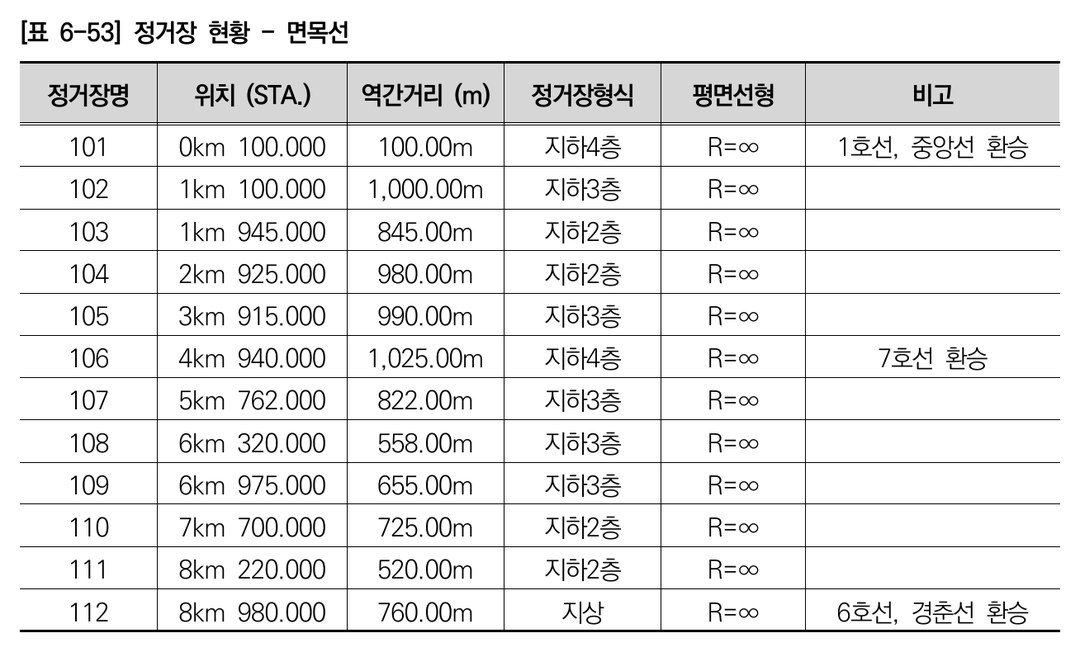 [표 6-53] 정거장 현황 - 면목선
정거장명 위치 (STA.) 역간거리 (m) 정거장형식 평면선형 비고
101 0km 100.000 100.00m 지하4층 R=∞ 1호선, 중앙선 환승
102 1km 100.000 1,000.00m 지하3층 R=∞
103 1km 945.000 845.00m 지하2층 R=∞
104 2km 925.000 980.00m 지하2층 R=∞
105 3km 915.000 990.00m 지하3층 R=∞
106 4km 940.000 1,025.00m 지하4층 R=∞ 7호선 환승
107 5km 762.000 822.00m 지하3층 R=∞
108 6km 320.000 558.00m 지하3층 R=∞
109 6km 975.000 655.00m 지하3층 R=∞
110 7km 700.000 725.00m 지하2층 R=∞
111 8km 220.000 520.00m 지하2층 R=∞
112 8km 980.000 760.00m 지상 R=∞ 6호선, 경춘선 환승